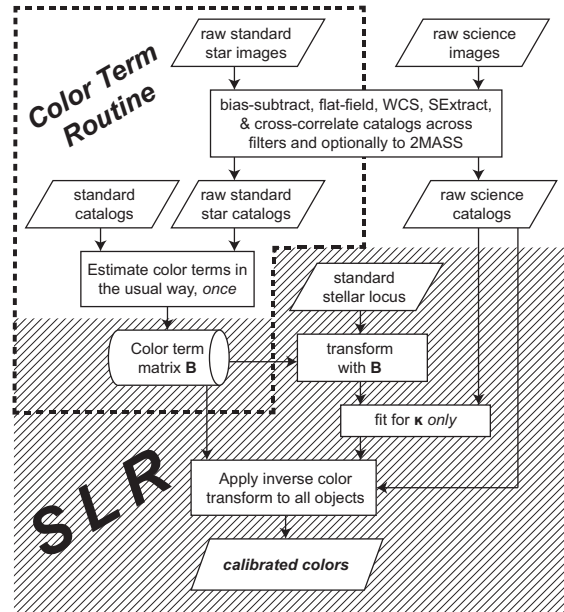 Color Term
Routine
raw standard
star images
raw science
images
bias-subtract, flat-field, WCS, SExtract,
& cross-correlate catalogs across
filters and optionally to 2MASS
standard
catalogs
raw standard
star catalogs
raw science
catalogs
Estimate color terms in
the usual way, once
standard
stellar locus
Color term
matrix B
transform
with B
fit for κ only
SLR
Apply inverse color
transform to all objects
calibrated colors